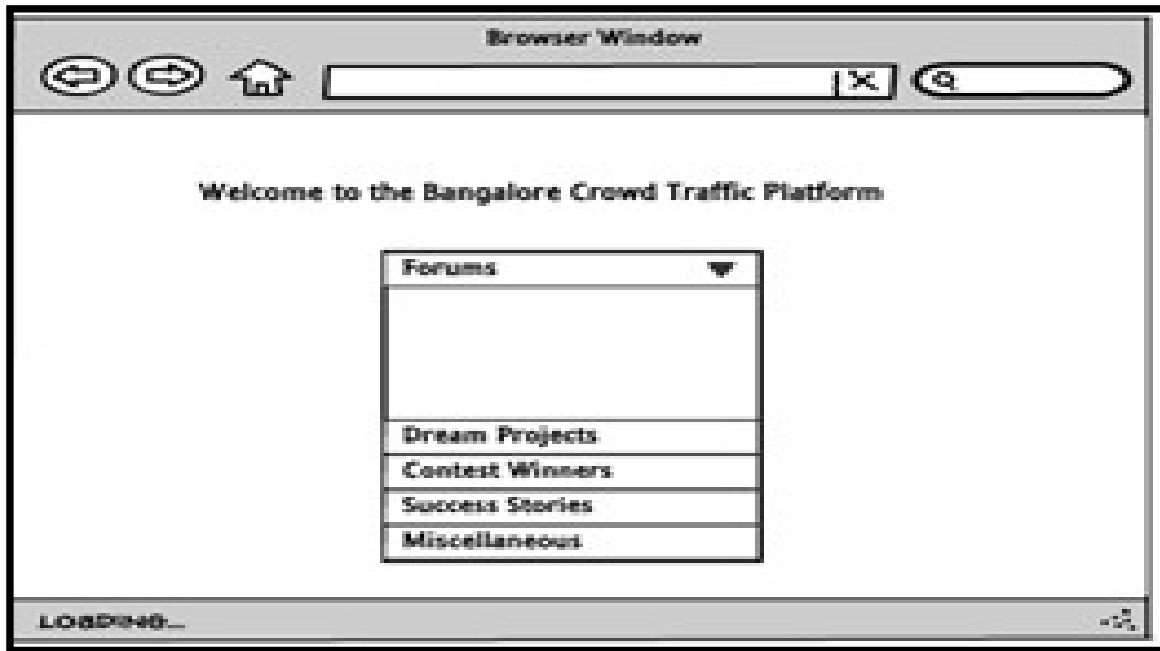 Browser Window
Welcome to the Bangalore Crowd Traffic Platform
Forums
Dream Projects
Contest Winners
Success Stories
Miscellaneous
LOADING...